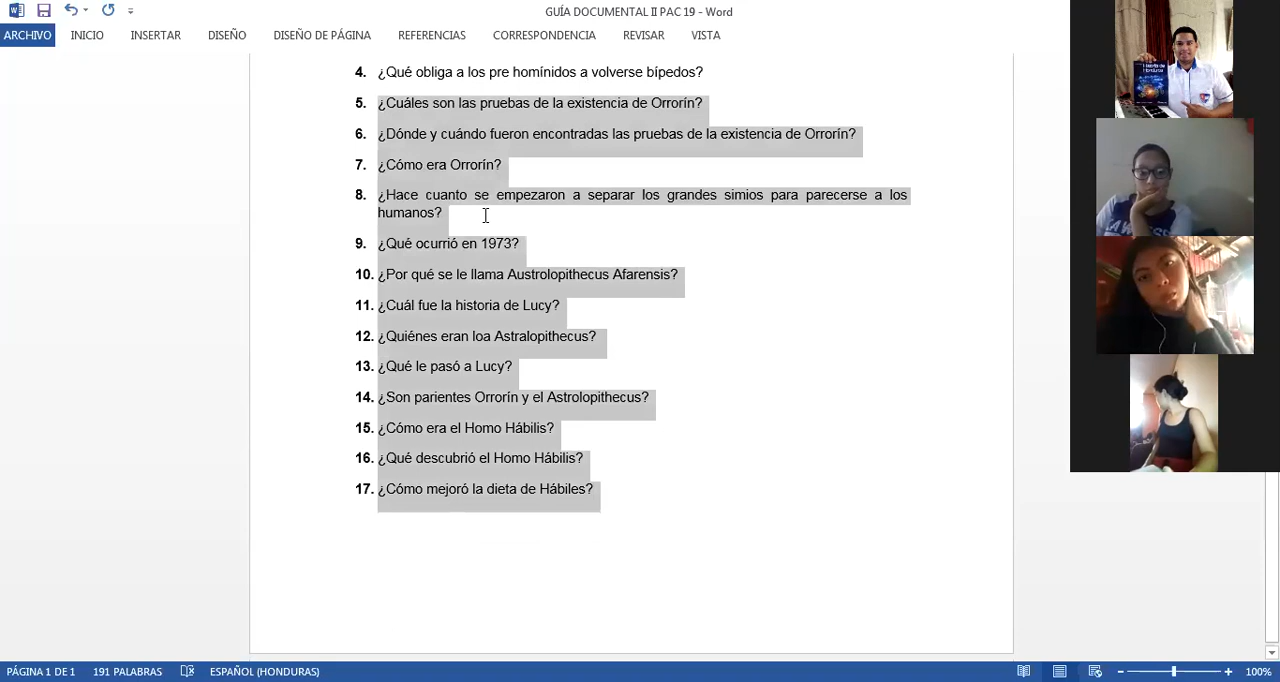 GUÍA DOCUMENTAL II PAC 19 - Word
ARCHIVO INICIO INSERTAR DISEÑO DISEÑO DE PÁGINA REFERENCIAS CORRESPONDENCIA REVISAR VISTA
4. ¿Qué obliga a los pre homínidos a volverse bípedos?
5. ¿Cuáles son las pruebas de la existencia de Orrorín?
6. ¿Dónde y cuándo fueron encontradas las pruebas de la existencia de Orrorín?
7. ¿Cómo era Orrorín?
8. ¿Hace cuanto se empezaron a separar los grandes simios para parecerse a los
humanos?
9. ¿Qué ocurrió en 1973?
10. ¿Por qué se le llama Austrolopithecus Afarensis?
11. ¿Cuál fue la historia de Lucy?
12. ¿Quiénes eran loa Astralopithecus?
13. ¿Qué le pasó a Lucy?
14. ¿Son parientes Orrorín y el Astrolopithecus?
15. ¿Cómo era el Homo Hábilis?
16. ¿Qué descubrió el Homo Hábilis?
17. ¿Cómo mejoró la dieta de Hábiles?
PÁGINA 1 DE 1 191 PALABRAS ESPAÑOL (HONDURAS) 100%